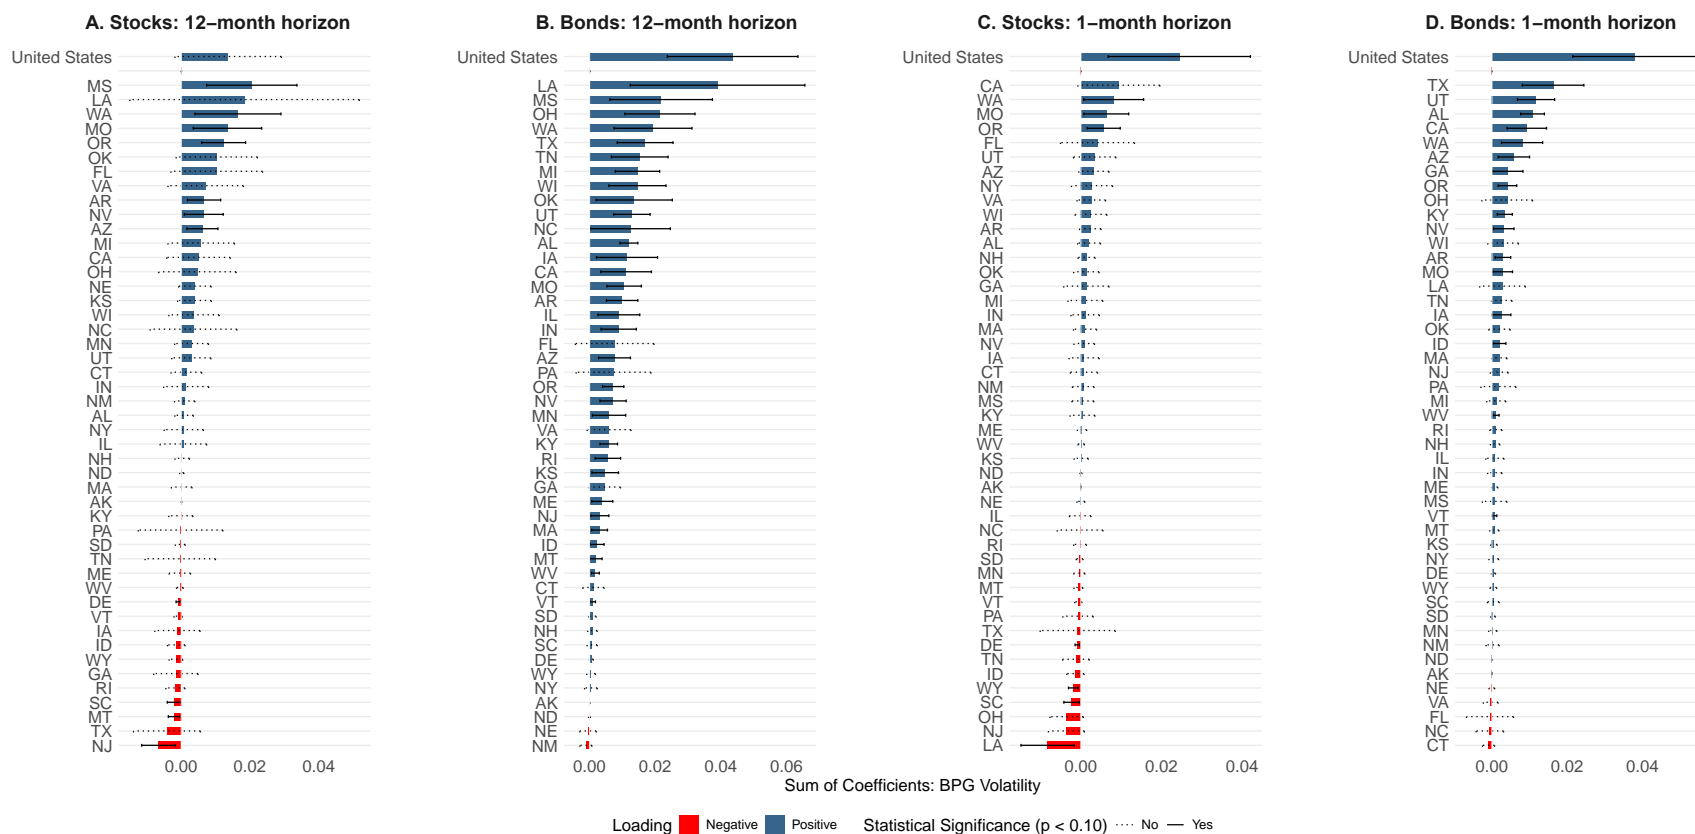 A. Stocks: 12−month horizon
United States
MS
LA
WA
MO
OR
OK
FL
VA
AR
NV
AZ
MI
CA
OH
NE
KS
WI
NC
MN
UT
CT
IN
NM
AL
NY
IL
NH
ND
MA
AK
KY
PA
SD
TN
ME
WV
DE
VT
IA
ID
WY
GA
RI
SC
MT
TX
NJ
0.00 0.02 0.04
B. Bonds: 12−month horizon
United States
LA
MS
OH
WA
TX
TN
MI
WI
OK
UT
NC
AL
IA
CA
MO
AR
IL
IN
FL
AZ
PA
OR
NV
MN
VA
KY
RI
KS
GA
ME
NJ
MA
ID
MT
WV
CT
VT
SD
NH
SC
DE
WY
NY
AK
ND
NE
NM
0.00 0.02 0.04 0.06
C. Stocks: 1−month horizon
United States
CA
WA
MO
OR
FL
UT
AZ
NY
VA
WI
AR
AL
NH
OK
GA
MI
IN
MA
NV
IA
CT
NM
MS
KY
ME
WV
KS
ND
AK
NE
IL
NC
RI
SD
MN
MT
VT
PA
TX
DE
TN
ID
WY
SC
OH
NJ
LA
0.00 0.02 0.04
D. Bonds: 1−month horizon
United States
TX
UT
AL
CA
WA
AZ
GA
OR
OH
KY
NV
WI
AR
MO
LA
TN
IA
OK
ID
MA
NJ
PA
MI
WV
RI
NH
IL
IN
ME
MS
VT
MT
KS
NY
DE
WY
SC
SD
MN
NM
ND
AK
NE
VA
FL
NC
CT
0.00 0.02 0.04
Sum of Coefficients: BPG Volatility
Loading Negative Positive Statistical Significance (p < 0.10) No Yes